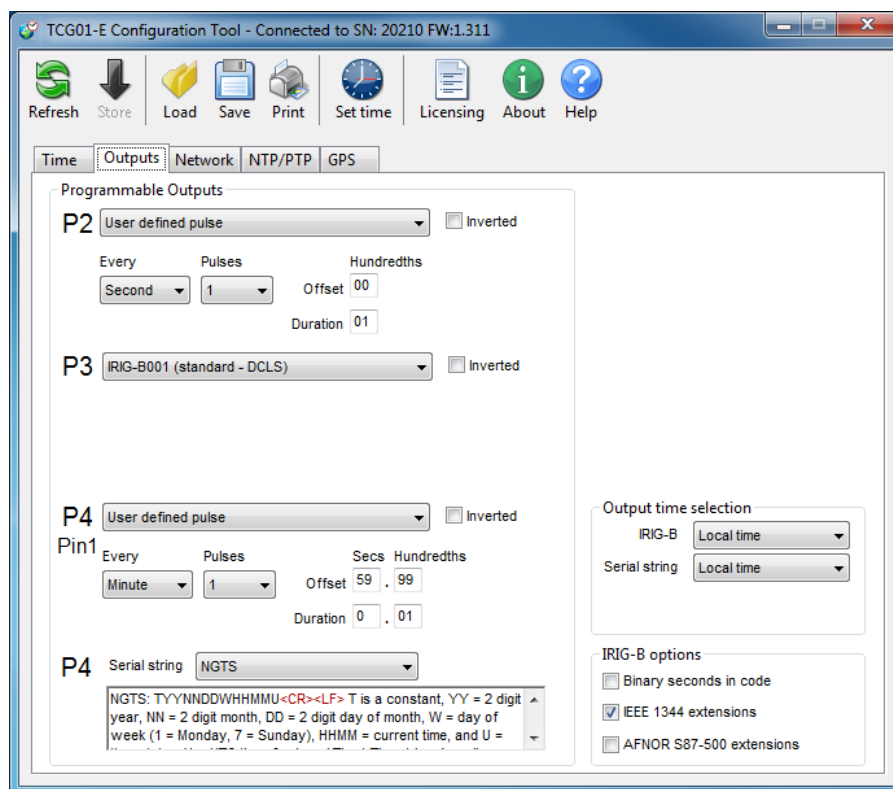 TCG01-E Configuration Tool - Connected to SN: 20210 FW:1.311
Refresh Store Load Save Print Set time Licensing About Help
Time Outputs Network NTP/PTP GPS
Programmable Outputs
P2 User defined pulse Inverted
Every Pulses Hundredths
Second 1 Offset 00
Duration 01
P3 IRIG-B001 (standard - DCLS) Inverted
P4 User defined pulse Inverted
Pin1
Every Pulses Secs Hundredths
Minute 1 Offset 59 . 99
Duration 0 . 01
P4 Serial string NGTS
NGTS: TYYNNDDWHHMMU<CR><LF> T is a constant, YY = 2 digit
year, NN = 2 digit month, DD = 2 digit day of month, W = day of
week (1 = Monday, 7 = Sunday), HHMM = current time, and U =
Output time selection
IRIG-B Local time
Serial string Local time
IRIG-B options
Binary seconds in code
IEEE 1344 extensions
AFNOR S87-500 extensions